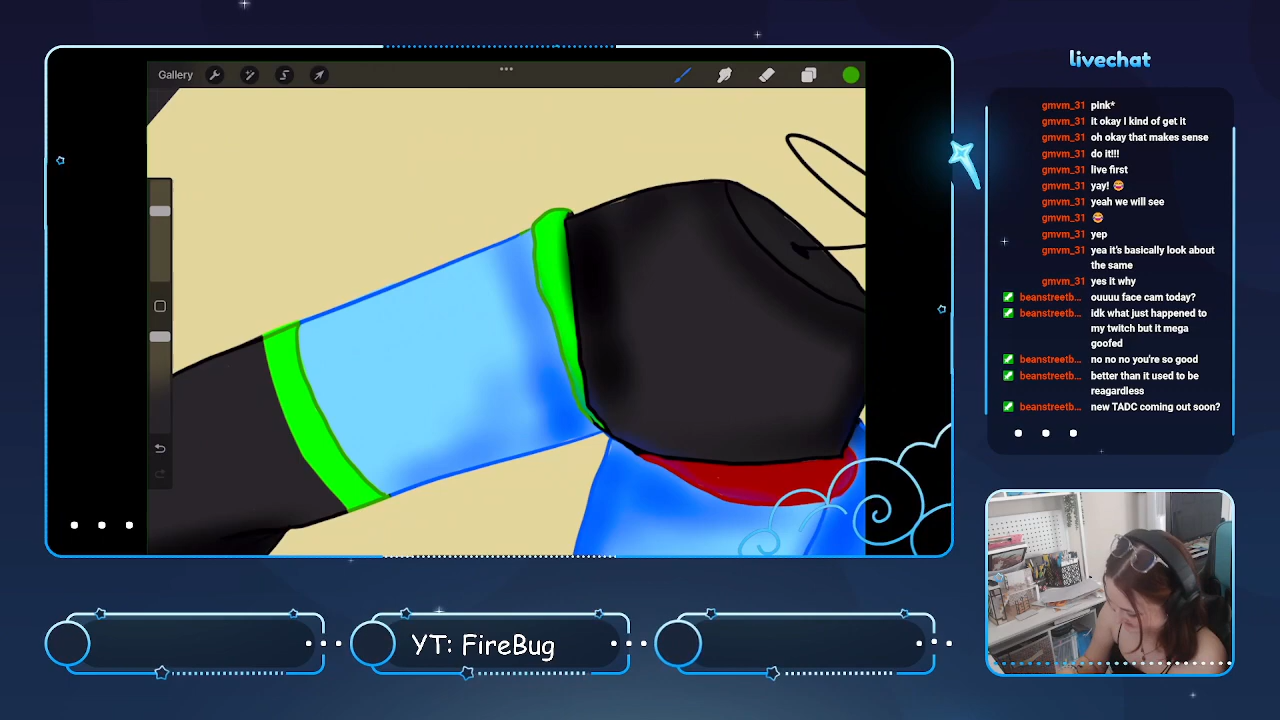 livechat
Gallery
gmvm_31 pink*
gmvm_31 it okay I kind of get it
gmvm_31 oh okay that makes sense
gmvm_31 do it!!!
gmvm_31 live first
gmvm_31 yay! 😂
gmvm_31 yeah we will see
gmvm_31 😂
gmvm_31 yep
gmvm_31 yea it's basically look about
the same
gmvm_31 yes it why
beanstreetb... ouuuu face cam today?
beanstreetb... Idk what just happened to
my twitch but it mega
goofed
beanstreetb... no no no you're so good
beanstreetb... better than it used to be
reagardless
beanstreetb... new TADC coming out soon?
YT: FireBug